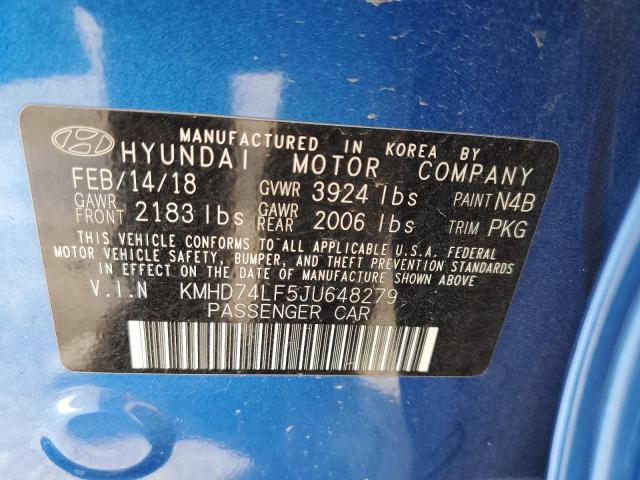 MANUFACTURED IN KOREA BY
HYUNDAI MOTOR COMPANY
FEB/14/18 GVWR 3924 lbs PAINT N4B
GAWR FRONT 2183 lbs GAWR REAR 2006 lbs TRIM PKG
THIS VEHICLE CONFORMS TO ALL APPLICABLE U.S.A. FEDERAL
MOTOR VEHICLE SAFETY, BUMPER, AND THEFT PREVENTION STANDARDS
IN EFFECT ON THE DATE OF MANUFACTURE SHOWN ABOVE.
V.I.N KMHD74LF5JU648279
PASSENGER CAR